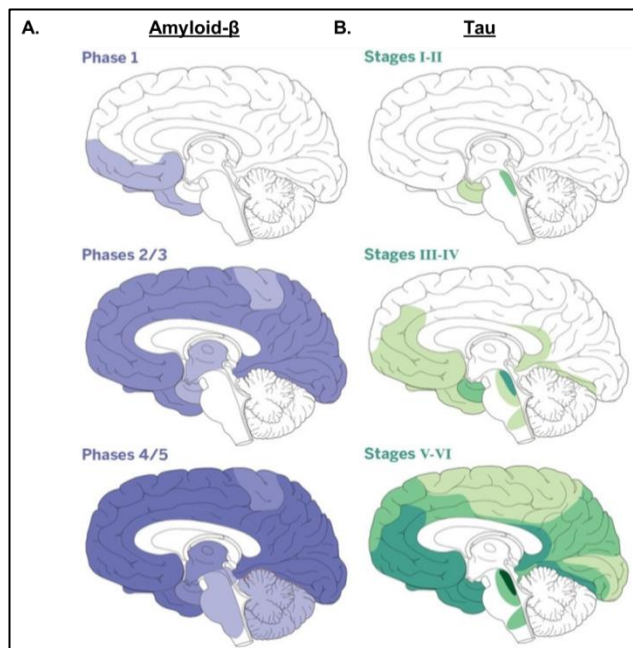 A. Amyloid-β B. Tau
Phase 1 Stages I-II
Phases 2/3 Stages III-IV
Phases 4/5 Stages V-VI